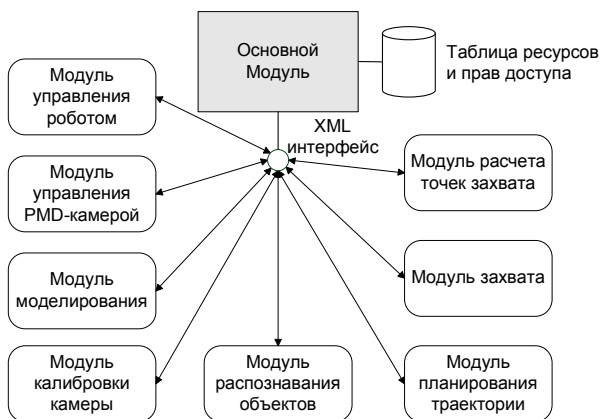 Основной
Модуль
Таблица ресурсов
и прав доступа
XML
интерфейс
Модуль
управления
роботом
Модуль
управления
PMD-камерой
Модуль
моделирования
Модуль
калибровки
камеры
Модуль
распознавания
объектов
Модуль
планирования
траектории
Модуль захвата
Модуль расчета
точек захвата